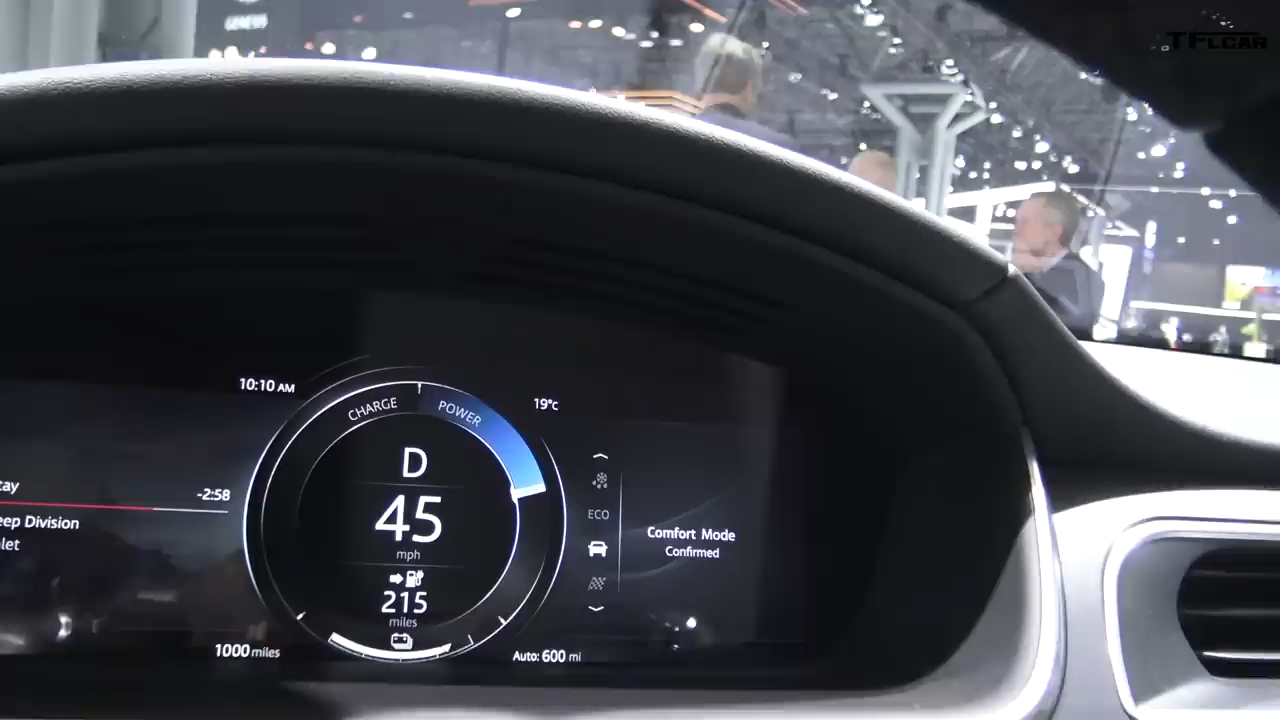 GENESIS
TFLCAR
10:10 AM
CHARGE
POWER
19°C
D
45
mph
215
miles
tay
-2:58
eep Division
let
ECO
Comfort Mode
Confirmed
1000 miles
Auto: 600 mi